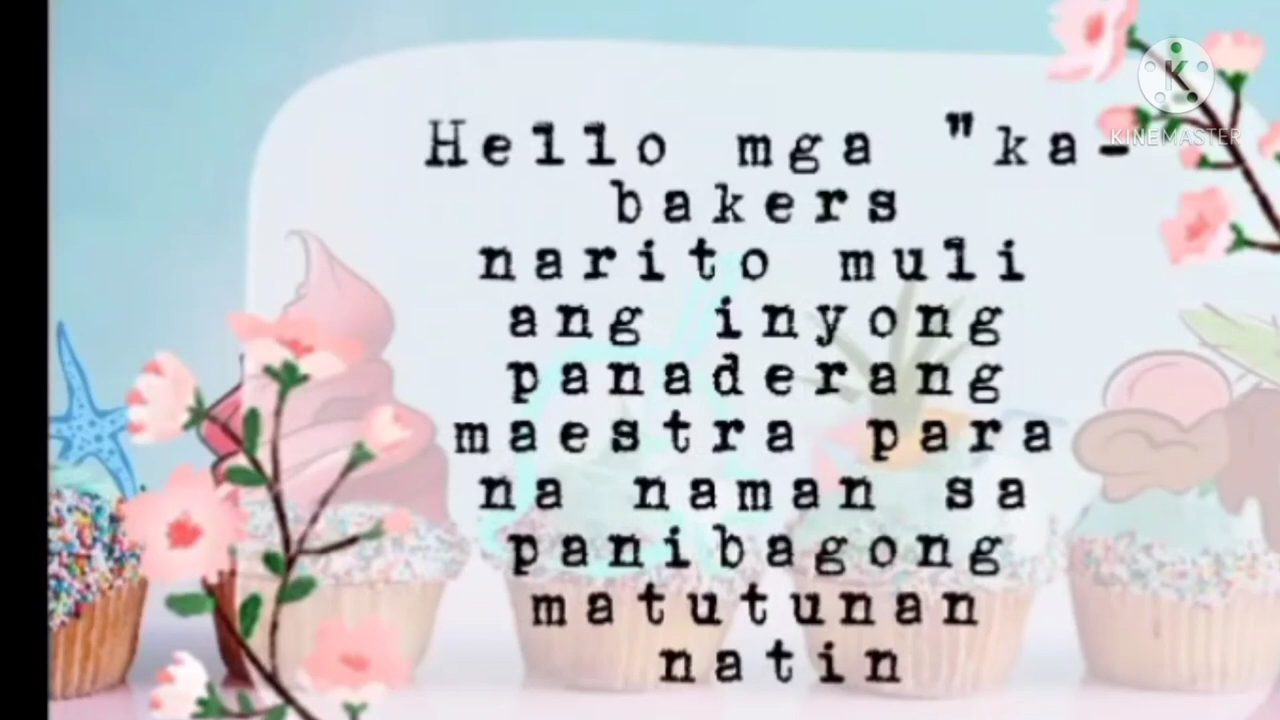 Hello mga "ka-
bakers
narito muli
ang inyong
panaderang
maestra para
na naman sa
panibagong
matutunan
natin
K
KINEMASTER